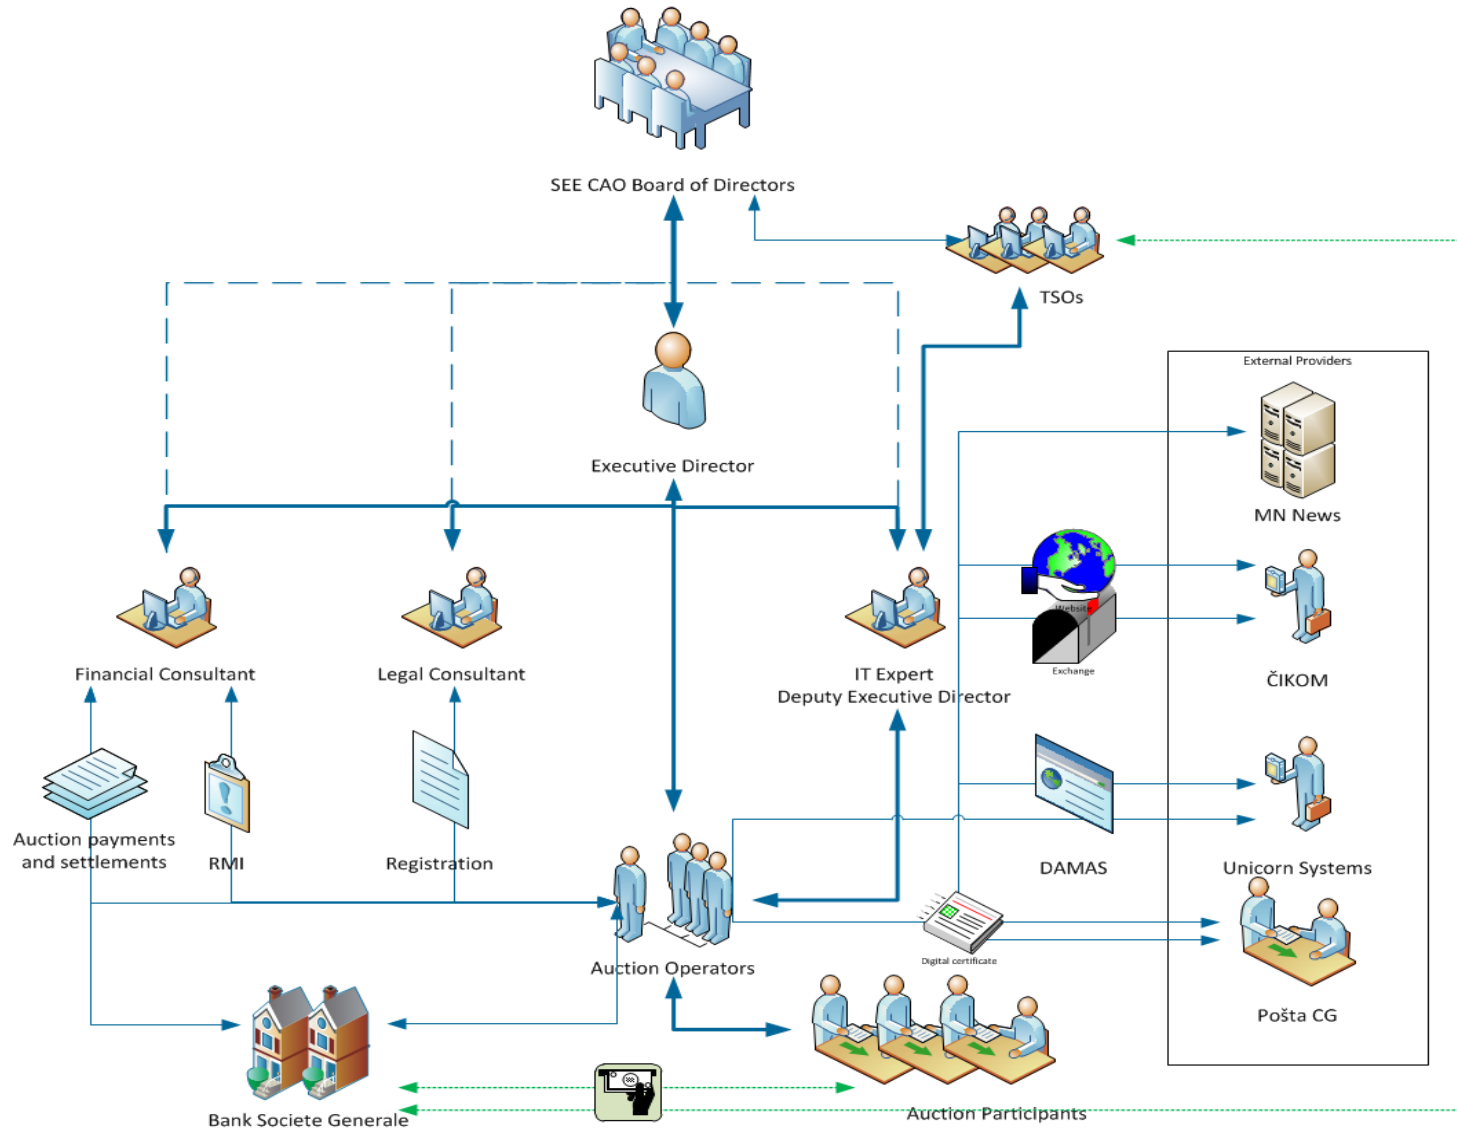 SEE CAO Board of Directors
TSOs
External Providers
Executive Director
MN News
Website
Exchange
Financial Consultant
Legal Consultant
IT Expert
Deputy Executive Director
ČIKOM
Auction payments
and settlements
RMI
Registration
DAMAS
Unicorn Systems
Digital certificate
Auction Operators
Pošta CG
Bank Societe Generale
Auction Participants